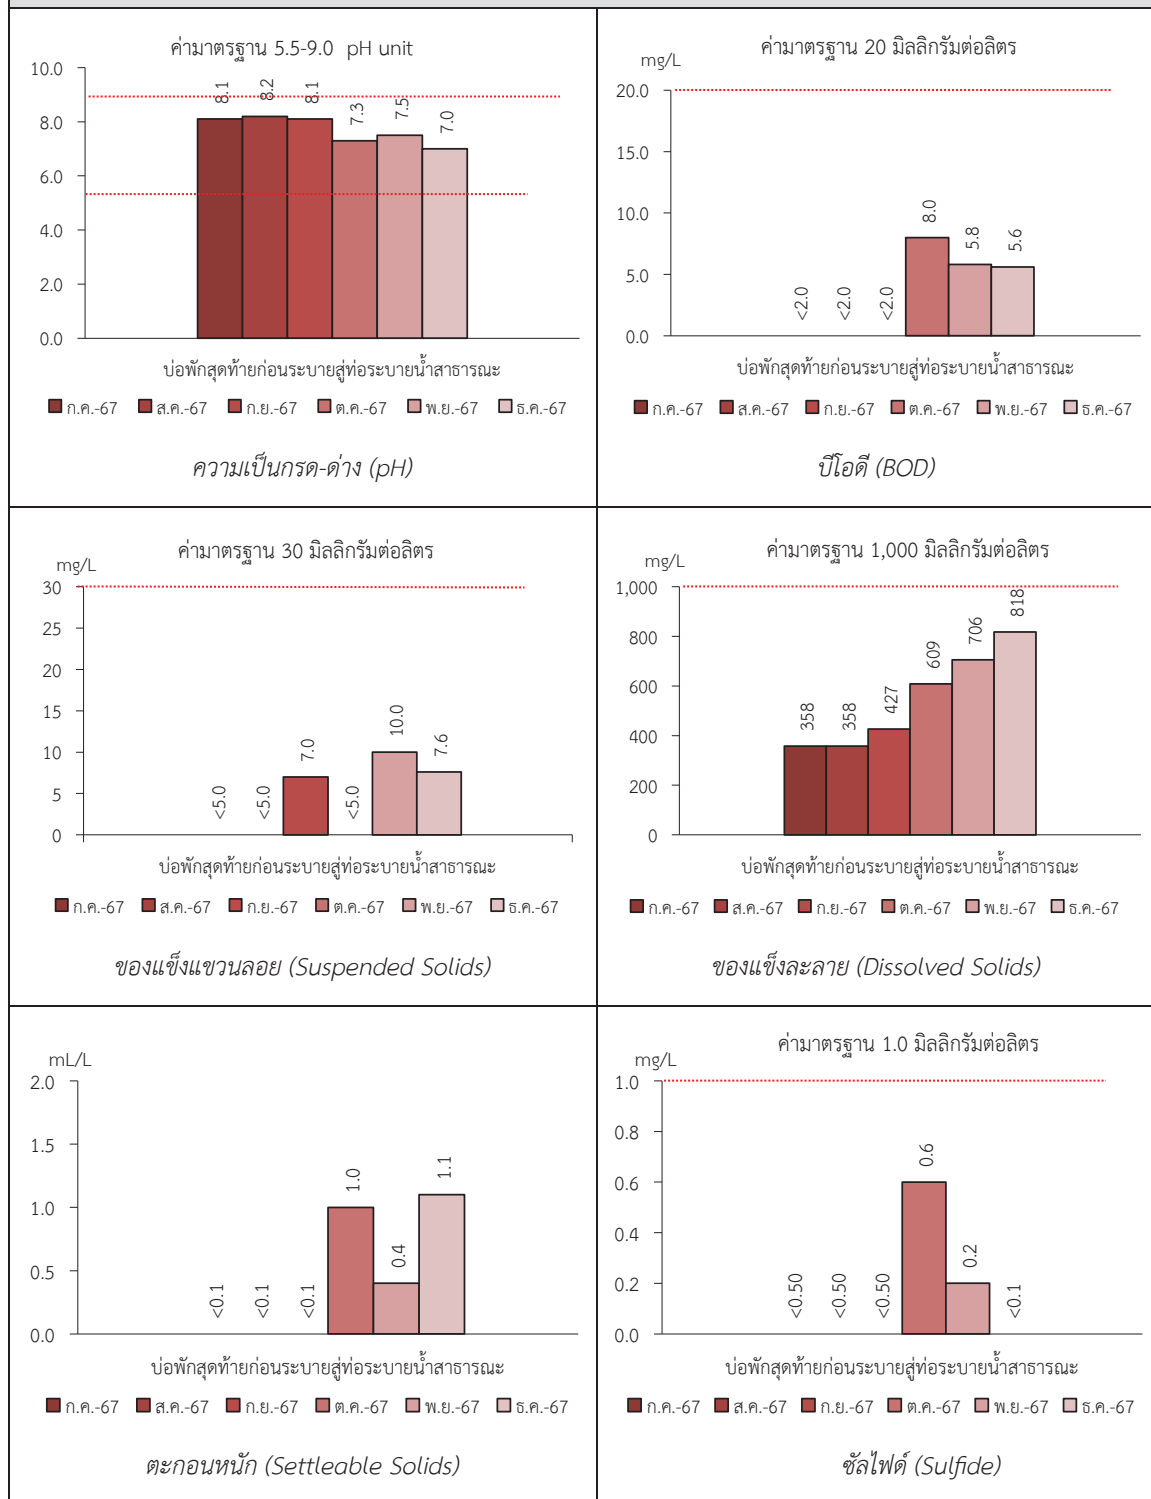 ค่ามาตรฐาน 5.5-9.0 pH unit
10.0
8.0
6.0
4.0
2.0
0.0
8.1
8.2
8.1
7.3
7.5
7.0
บ่อพักสุดท้ายก่อนระบายสู่ท่อระบายน้ำสาธารณะ
ก.ค.-67 ส.ค.-67 ก.ย.-67 ต.ค.-67 พ.ย.-67 ธ.ค.-67
ความเป็นกรด-ด่าง (pH)
ค่ามาตรฐาน 20 มิลลิกรัมต่อลิตร
mg/L
20.0
15.0
10.0
5.0
0.0
<2.0
<2.0
<2.0
8.0
5.8
5.6
บ่อพักสุดท้ายก่อนระบายสู่ท่อระบายน้ำสาธารณะ
ก.ค.-67 ส.ค.-67 ก.ย.-67 ต.ค.-67 พ.ย.-67 ธ.ค.-67
บีโอดี (BOD)
ค่ามาตรฐาน 30 มิลลิกรัมต่อลิตร
mg/L
30
25
20
15
10
5
0
<5.0
<5.0
7.0
<5.0
10.0
7.6
บ่อพักสุดท้ายก่อนระบายสู่ท่อระบายน้ำสาธารณะ
ก.ค.-67 ส.ค.-67 ก.ย.-67 ต.ค.-67 พ.ย.-67 ธ.ค.-67
ของแข็งแขวนลอย (Suspended Solids)
ค่ามาตรฐาน 1,000 มิลลิกรัมต่อลิตร
mg/L
1,000
800
600
400
200
0
358
358
427
609
706
818
บ่อพักสุดท้ายก่อนระบายสู่ท่อระบายน้ำสาธารณะ
ก.ค.-67 ส.ค.-67 ก.ย.-67 ต.ค.-67 พ.ย.-67 ธ.ค.-67
ของแข็งละลาย (Dissolved Solids)
mL/L
2.0
1.5
1.0
0.5
0.0
<0.1
<0.1
<0.1
1.0
0.4
1.1
บ่อพักสุดท้ายก่อนระบายสู่ท่อระบายน้ำสาธารณะ
ก.ค.-67 ส.ค.-67 ก.ย.-67 ต.ค.-67 พ.ย.-67 ธ.ค.-67
ตะกอนหนัก (Settleable Solids)
ค่ามาตรฐาน 1.0 มิลลิกรัมต่อลิตร
mg/L
1.0
0.8
0.6
0.4
0.2
0.0
<0.50
<0.50
<0.50
0.6
0.2
<0.1
บ่อพักสุดท้ายก่อนระบายสู่ท่อระบายน้ำสาธารณะ
ก.ค.-67 ส.ค.-67 ก.ย.-67 ต.ค.-67 พ.ย.-67 ธ.ค.-67
ซัลไฟด์ (Sulfide)